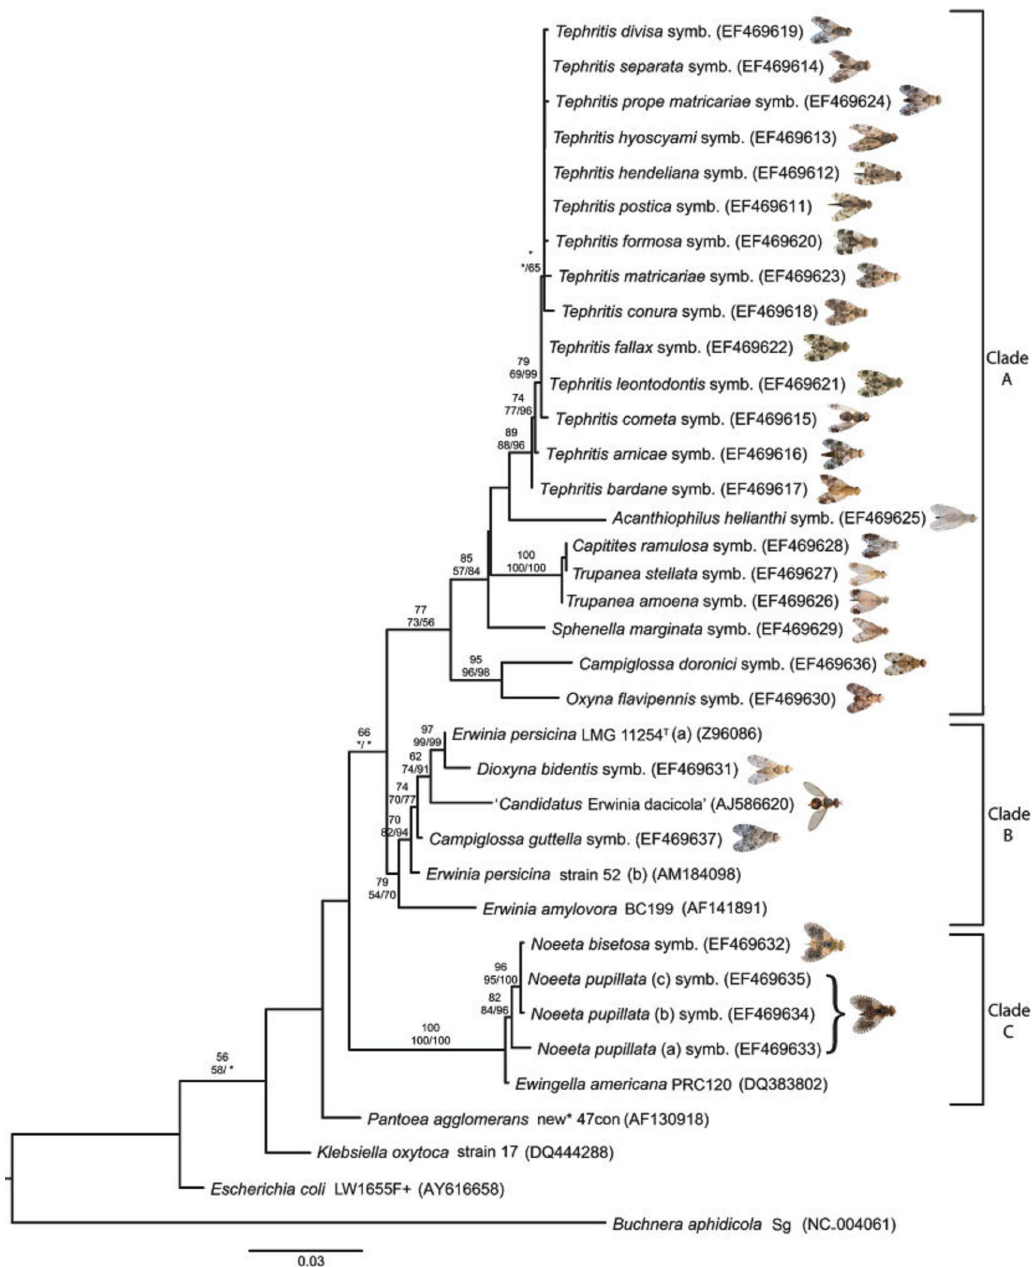 Tephritis divisa symb. (EF469619)
Tephritis separata symb. (EF469614)
Tephritis prope matricariae symb. (EF469624)
Tephritis hyoscyami symb. (EF469613)
Tephritis hendeliana symb. (EF469612)
Tephritis postica symb. (EF469611)
Tephritis formosa symb. (EF469620)
*
*/65
Tephritis matricariae symb. (EF469623)
Tephritis conura symb. (EF469618)
Tephritis fallax symb. (EF469622)
Clade
A
79
69/99
Tephritis leontodontis symb. (EF469621)
74
77/96
Tephritis cometa symb. (EF469615)
89
88/96
Tephritis arnicae symb. (EF469616)
Tephritis bardane symb. (EF469617)
Acanthiophilus helianthi symb. (EF469625)
Capitites ramulosa symb. (EF469628)
85
57/84
100
100/100
Trupanea stellata symb. (EF469627)
Trupanea amoena symb. (EF469626)
77
73/56
Sphenella marginata symb. (EF469629)
95
96/98
Campiglossa doronici symb. (EF469636)
Oxyna flavipennis symb. (EF469630)
66
*/ *
97
99/99
Erwinia persicina LMG 11254ᵀ (a) (Z96086)
62
74/91
Dioxyna bidentis symb. (EF469631)
74
70/77
'Candidatus Erwinia dacicola' (AJ586620)
Clade
B
70
82/94
Campiglossa guttella symb. (EF469637)
79
54/70
Erwinia persicina strain 52 (b) (AM184098)
Erwinia amylovora BC199 (AF141891)
Noeeta bisetosa symb. (EF469632)
96
95/100
Noeeta pupillata (c) symb. (EF469635)
82
84/96
Noeeta pupillata (b) symb. (EF469634)
Clade
C
100
100/100
Noeeta pupillata (a) symb. (EF469633)
56
58/ *
Ewingella americana PRC120 (DQ383802)
Pantoea agglomerans new* 47con (AF130918)
Klebsiella oxytoca strain 17 (DQ444288)
Escherichia coli LW1655F+ (AY616658)
Buchnera aphidicola Sg (NC_004061)
0.03